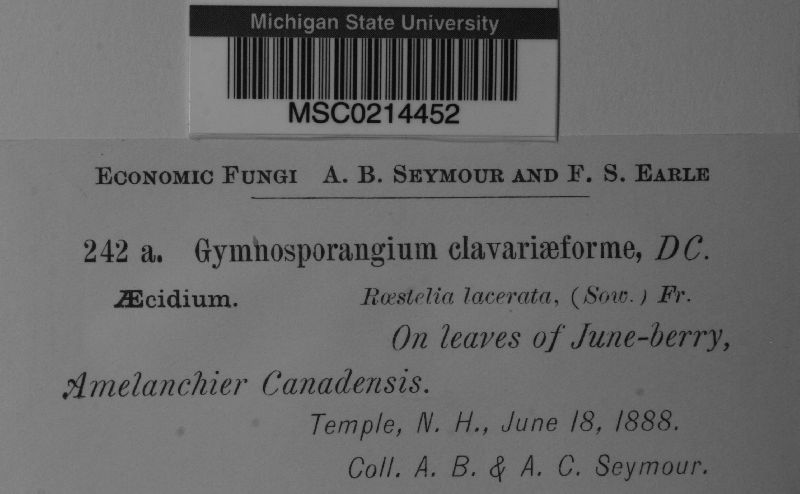 Michigan State University
MSC0214452
Economic Fungi A. B. Seymour and F. S. Earle
242 a. Gymnosporangium clavariæforme, DC.
Æcidium. Rœstelia lacerata, (Sow.) Fr.
On leaves of June-berry,
Amelanchier Canadensis.
Temple, N. H., June 18, 1888.
Coll. A. B. & A. C. Seymour.